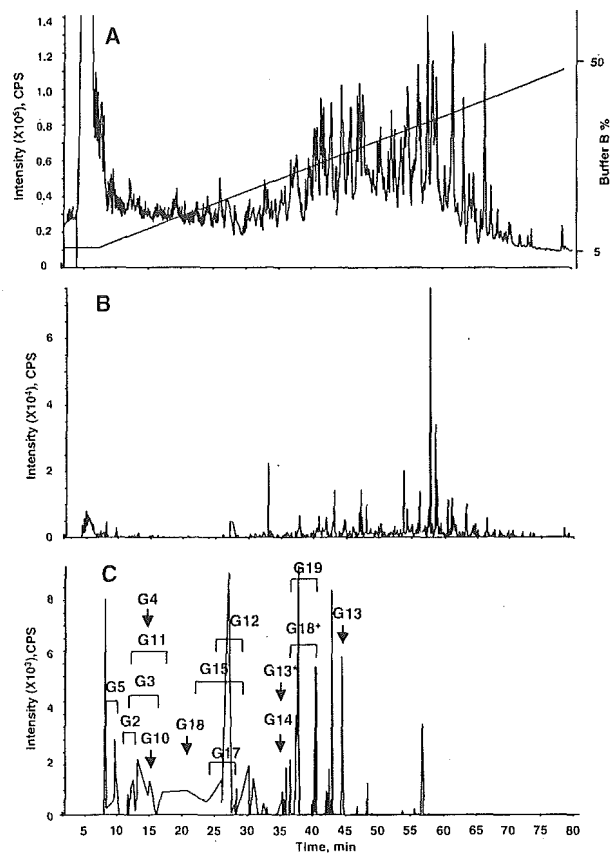 A
Intensity (X10⁶), CPS
1.4
1.2
1.0
0.8
0.6
0.4
0.2
0
50
5
Buffer B %
B
Intensity (X10⁴), CPS
6
4
2
0
C
Intensity (X10³),CPS
8
6
4
2
0
G19
G4
G12
G13
G11
G18⁺
G15
G5
G3
G13*
G2
G18
G14
G10
G17
5 10 15 20 25 30 35 40 45 50 55 60 65 70 75 80
Time, min